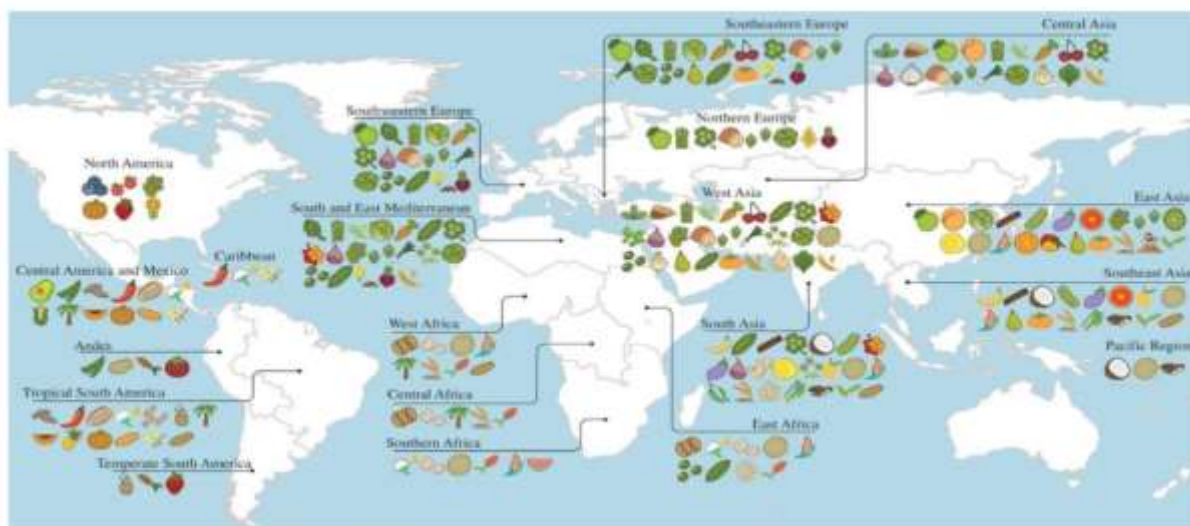 Southeastern Europe
Central Asia
Southwestern Europe
Northern Europe
North America
West Asia
East Asia
South and East Mediterranean
Caribbean
Central America and Mexico
Southeast Asia
West Africa
South Asia
Andes
Pacific Region
Tropical South America
Central Africa
East Africa
Southern Africa
Temperate South America